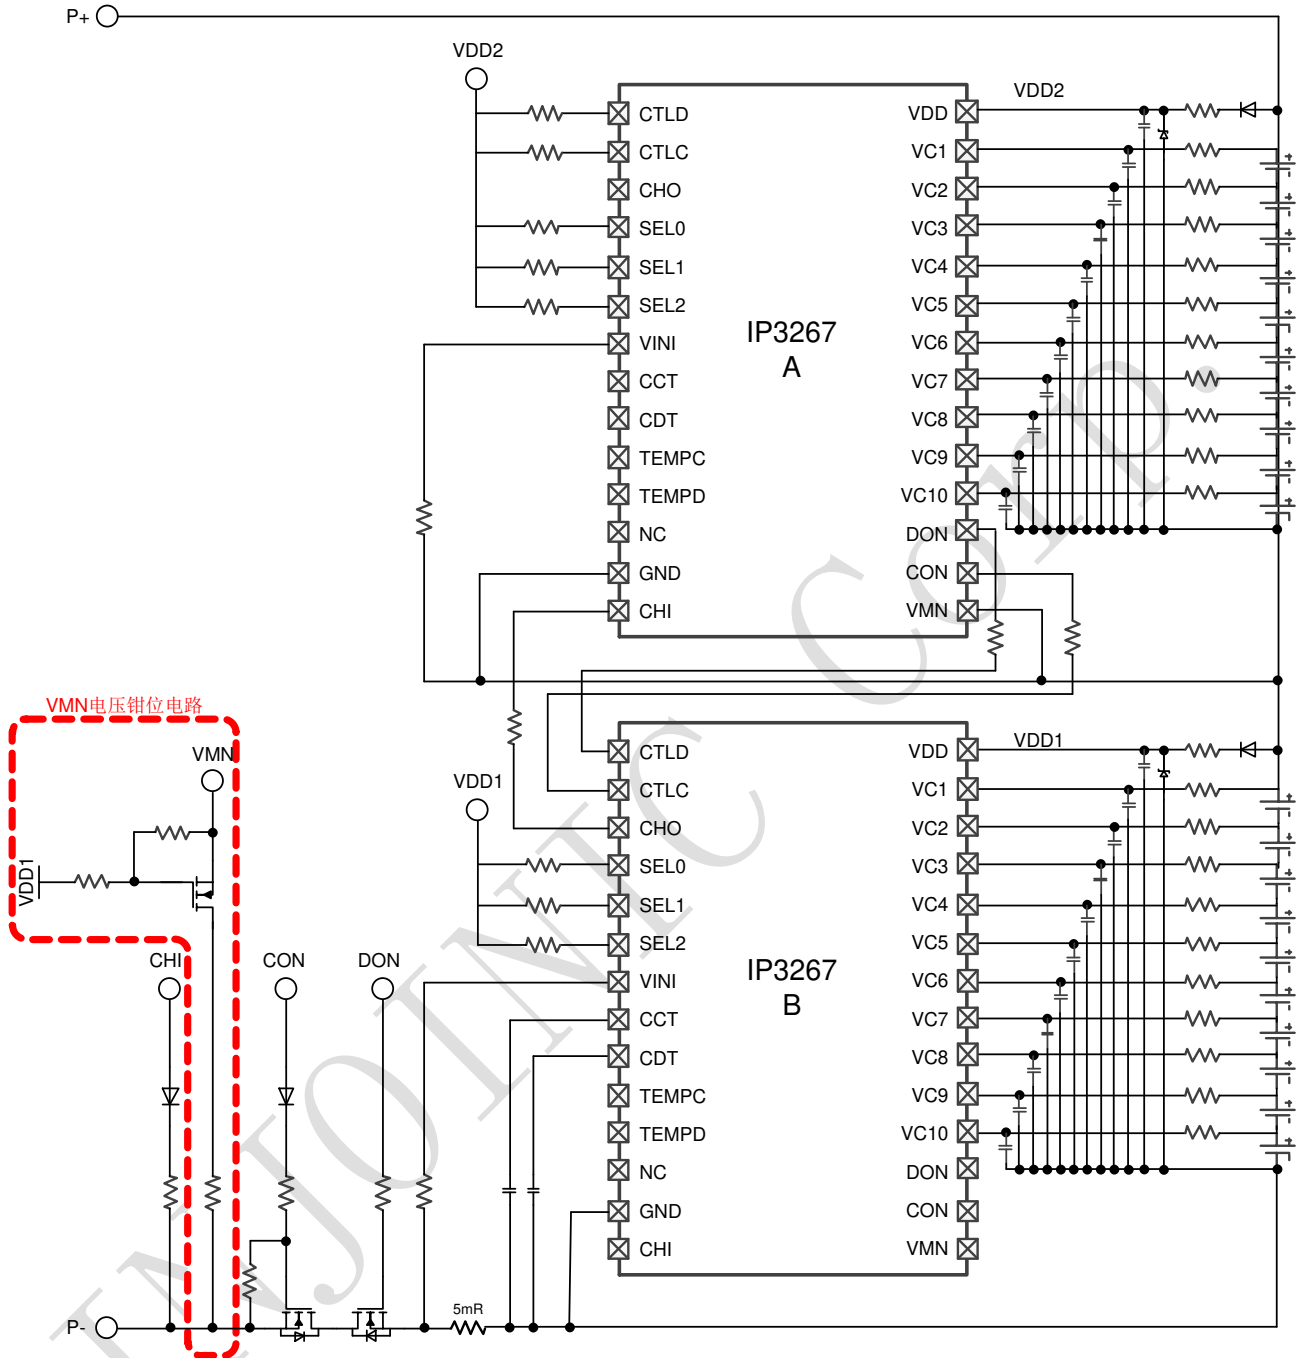 P+
VDD2
CTLD
CTLC
CHO
SEL0
SEL1
SEL2
VINI
CCT
CDT
TEMPC
TEMPD
NC
GND
CHI
IP3267
A
VDD
VC1
VC2
VC3
VC4
VC5
VC6
VC7
VC8
VC9
VC10
DON
CON
VMN
VDD2
VMN电压钳位电路
VMN
VDD1
CHI
CON
DON
VDD1
CTLD
CTLC
CHO
SEL0
SEL1
SEL2
VINI
CCT
CDT
TEMPC
TEMPD
NC
GND
CHI
IP3267
B
VDD
VC1
VC2
VC3
VC4
VC5
VC6
VC7
VC8
VC9
VC10
DON
CON
VMN
VDD1
5mR
P-
INJOINIC Corp.